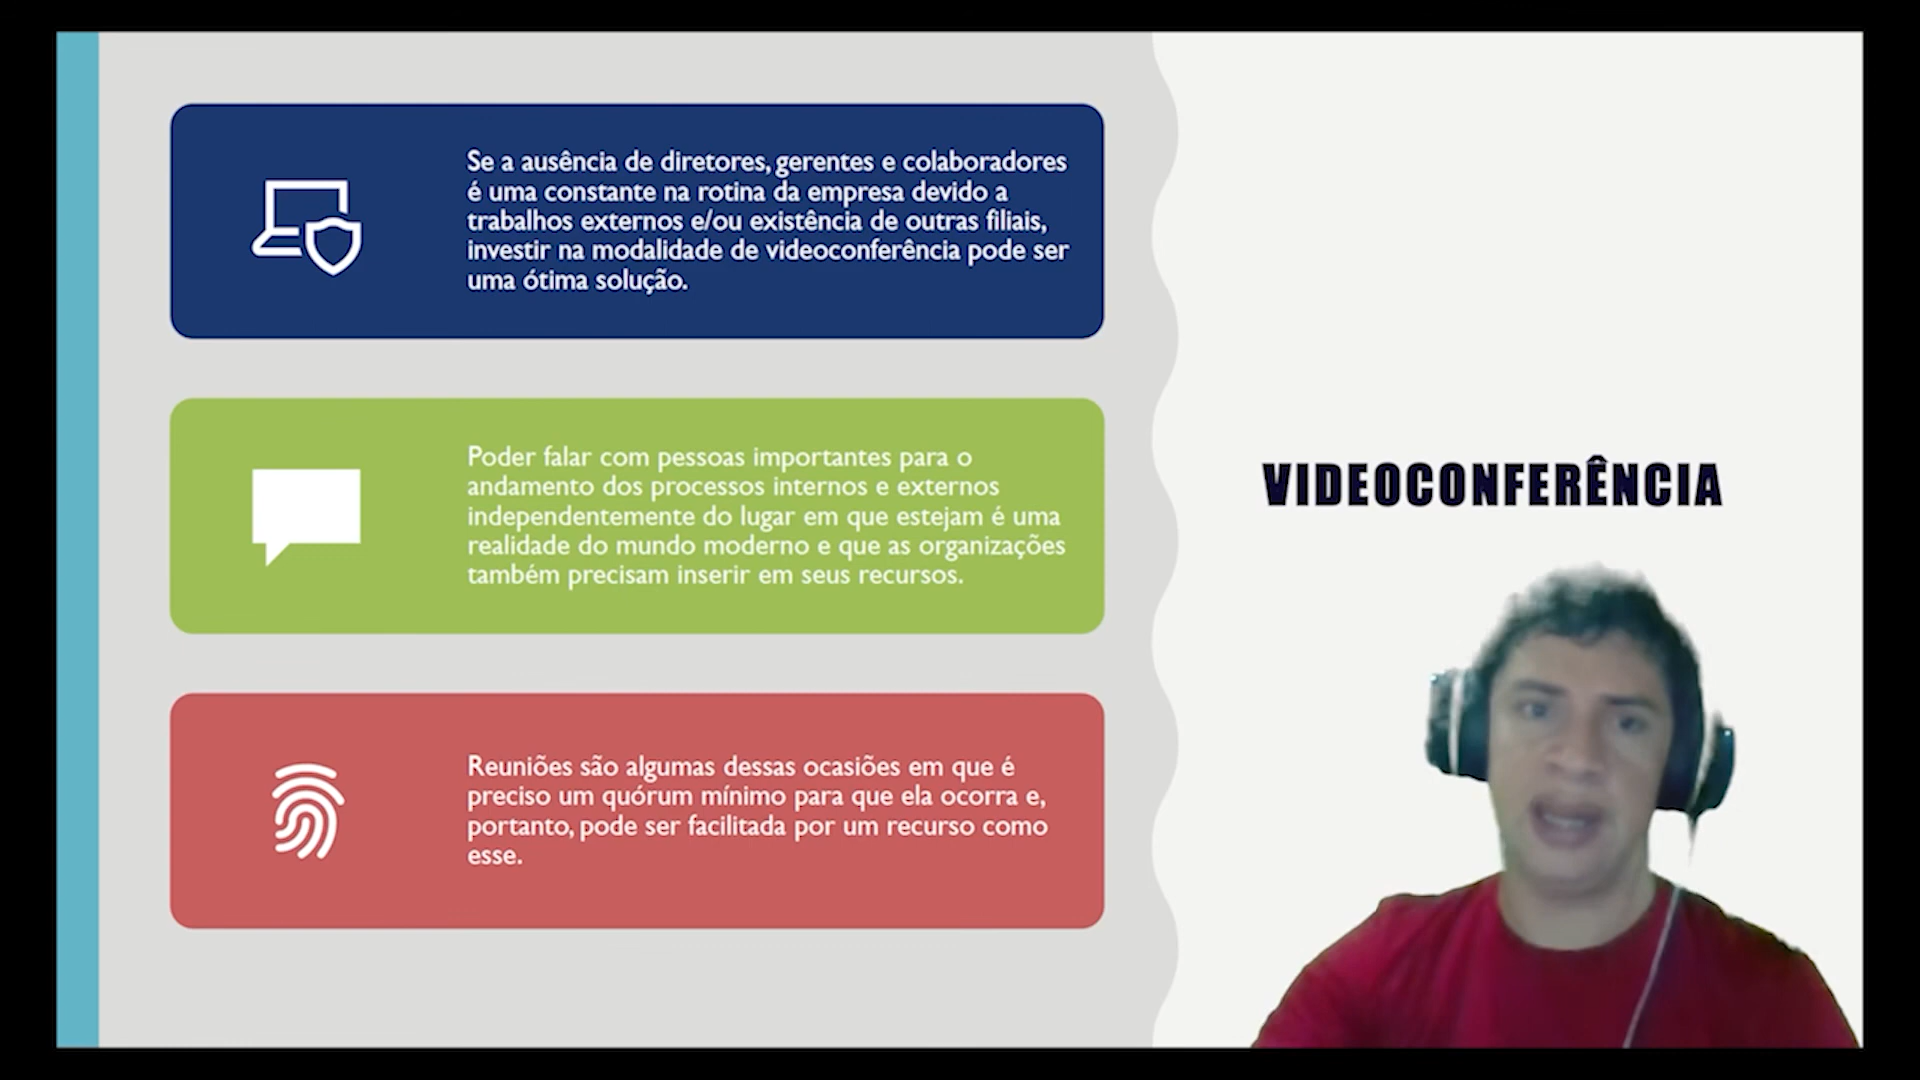 Se a ausência de diretores, gerentes e colaboradores
é uma constante na rotina da empresa devido a
trabalhos externos e/ou existência de outras filiais,
investir na modalidade de videoconferência pode ser
uma ótima solução.
Poder falar com pessoas importantes para o
andamento dos processos internos e externos
independentemente do lugar em que estejam é uma
realidade do mundo moderno e que as organizações
também precisam inserir em seus recursos.
Reuniões são algumas dessas ocasiões em que é
preciso um quórum mínimo para que ela ocorra e,
portanto, pode ser facilitada por um recurso como
esse.
VIDEOCONFERÊNCIA